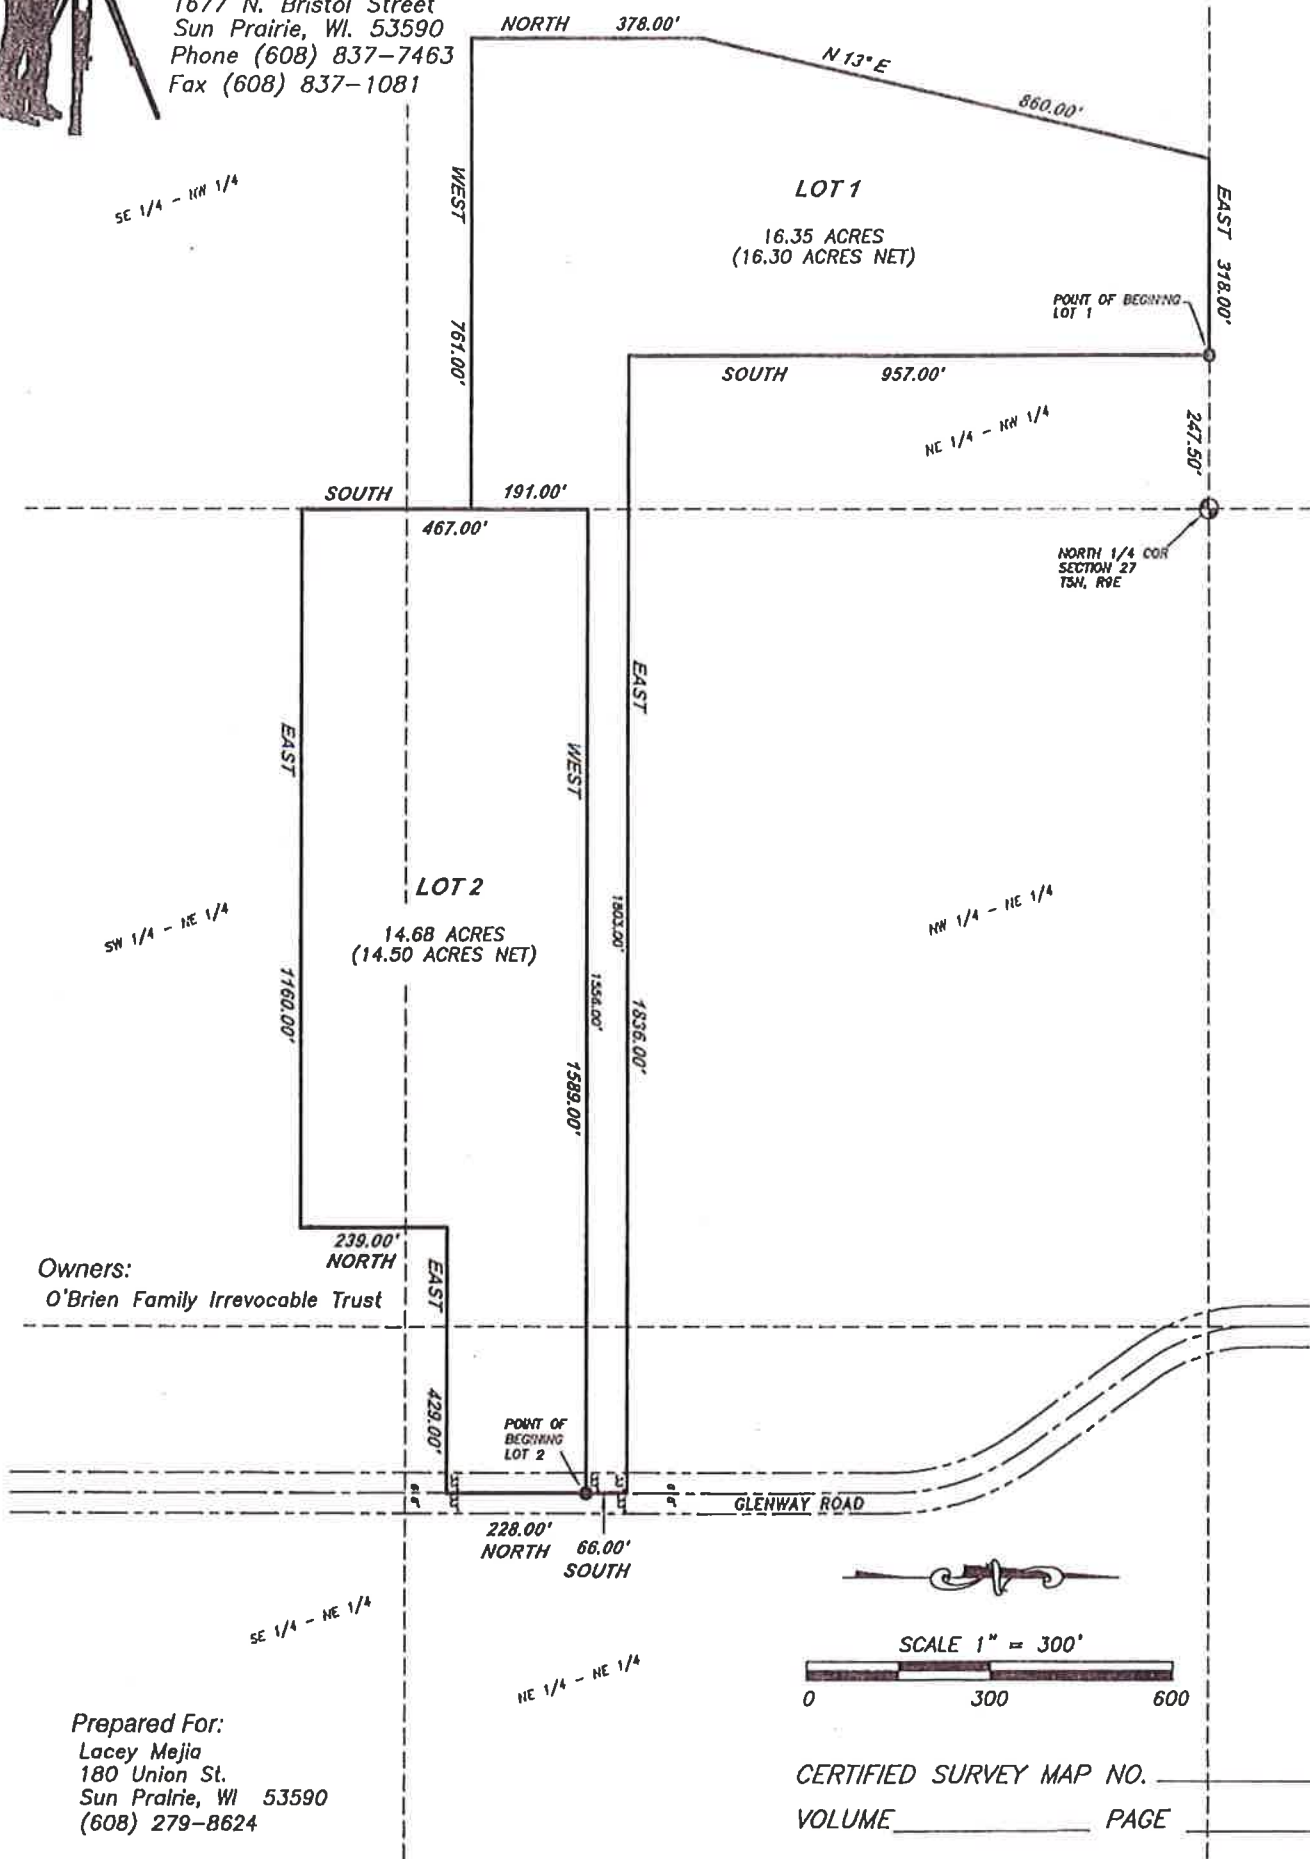 1677 N. Bristol Street
Sun Prairie, WI. 53590
Phone (608) 837-7463
Fax (608) 837-1081
NORTH 378.00'
N 13° E
860.00'
SE 1/4 - NW 1/4
WEST 761.00'
LOT 1
16.35 ACRES
(16.30 ACRES NET)
EAST 318.00'
POINT OF BEGINING
LOT 1
SOUTH 957.00'
NE 1/4 - NW 1/4
247.50'
SOUTH 191.00'
467.00'
NORTH 1/4 COR
SECTION 27
T5N, R9E
EAST 1160.00'
WEST 1589.00'
1556.00'
EAST 1836.00'
1803.00'
LOT 2
14.68 ACRES
(14.50 ACRES NET)
SW 1/4 - NE 1/4
NW 1/4 - NE 1/4
239.00'
NORTH
Owners:
O'Brien Family Irrevocable Trust
EAST 429.00'
POINT OF
BEGINING
LOT 2
GLENWAY ROAD
228.00'
NORTH
66.00'
SOUTH
SE 1/4 - NE 1/4
NE 1/4 - NE 1/4
SCALE 1" = 300'
0 300 600
Prepared For:
Lacey Mejia
180 Union St.
Sun Prairie, WI 53590
(608) 279-8624
CERTIFIED SURVEY MAP NO.
VOLUME PAGE